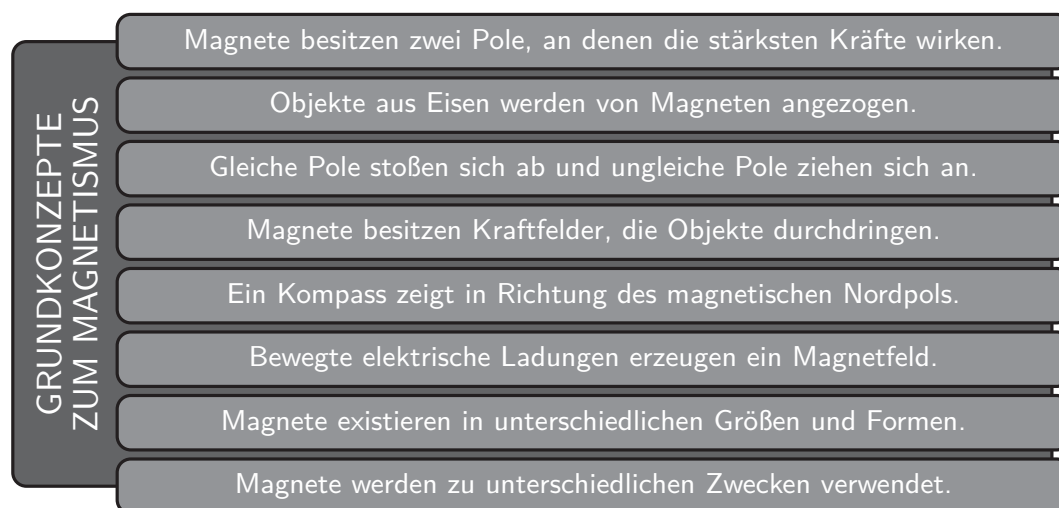 GRUNDKONZEPTE
ZUM MAGNETISMUS
Magnete besitzen zwei Pole, an denen die stärksten Kräfte wirken.
Objekte aus Eisen werden von Magneten angezogen.
Gleiche Pole stoßen sich ab und ungleiche Pole ziehen sich an.
Magnete besitzen Kraftfelder, die Objekte durchdringen.
Ein Kompass zeigt in Richtung des magnetischen Nordpols.
Bewegte elektrische Ladungen erzeugen ein Magnetfeld.
Magnete existieren in unterschiedlichen Größen und Formen.
Magnete werden zu unterschiedlichen Zwecken verwendet.